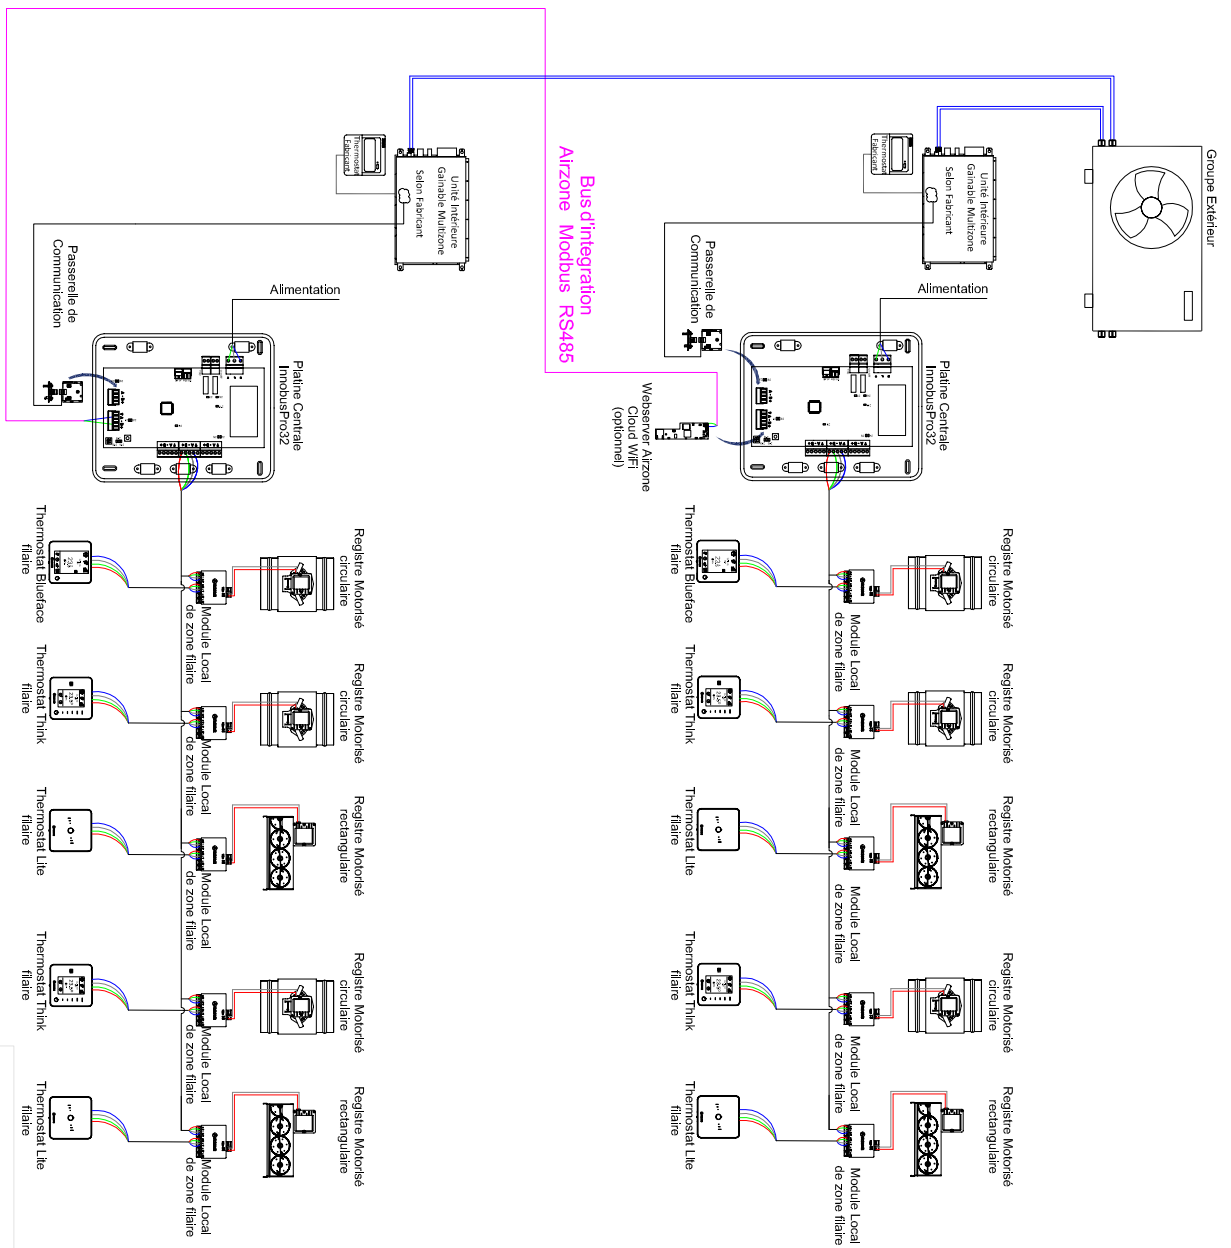 Groupe Extérieur
Thermostat
Fabricant
Unité Intérieure
Gainable Multizone
Selon Fabricant
Thermostat
Fabricant
Unité Intérieure
Gainable Multizone
Selon Fabricant
Bus d'integration
Airzone Modbus RS485
Passerelle de
Communication
Alimentation
Platine Centrale
InnobusPro32
Passerelle de
Communication
Alimentation
Platine Centrale
InnobusPro32
Webserver Airzone
Cloud WiFi
(optionnel))
Thermostat Blueface
filaire
Module Local
de zone filaire
Registre Motorisé
circulaire
Thermostat Think
filaire
Module Local
de zone filaire
Registre Motorisé
circulaire
Thermostat Lite
filaire
Module Local
de zone filaire
Registre Motorisé
rectangulaire
Thermostat Think
filaire
Module Local
de zone filaire
Registre Motorisé
circulaire
Thermostat Lite
filaire
Module Local
de zone filaire
Registre Motorisé
rectangulaire
Thermostat Blueface
filaire
Module Local
de zone filaire
Registre Motorisé
circulaire
Thermostat Think
filaire
Module Local
de zone filaire
Registre Motorisé
circulaire
Thermostat Lite
filaire
Module Local
de zone filaire
Registre Motorisé
rectangulaire
Thermostat Think
filaire
Module Local
de zone filaire
Registre Motorisé
circulaire
Thermostat Lite
filaire
Module Local
de zone filaire
Registre Motorisé
rectangulaire